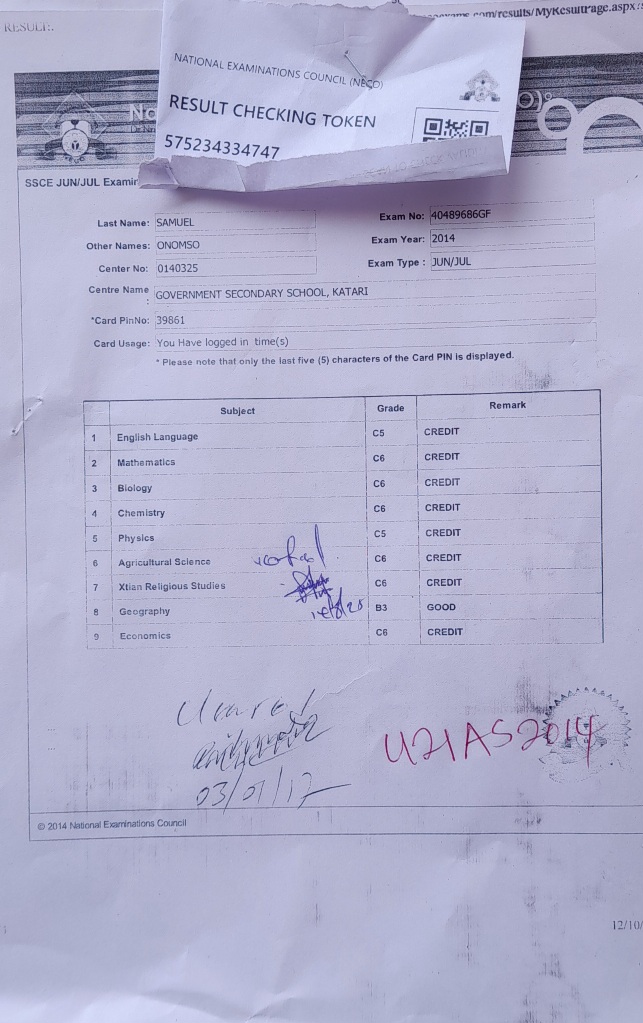 RESULT:
.com/results/MyResultPage.aspx
NATIONAL EXAMINATIONS COUNCIL (NECO)
RESULT CHECKING TOKEN
575234334747
SSCE JUN/JUL
Last Name: SAMUEL
Exam No: 40489686GF
Other Names: ONOMSO
Exam Year: 2014
Center No: 0140325
Exam Type : JUN/JUL
Centre Name : GOVERNMENT SECONDARY SCHOOL, KATARI
*Card PinNo: 39861
Card Usage: You Have logged in time(s)
* Please note that only the last five (5) characters of the Card PIN is displayed.
Subject Grade Remark
1 English Language C5 CREDIT
2 Mathematics C6 CREDIT
3 Biology C6 CREDIT
4 Chemistry C6 CREDIT
5 Physics C5 CREDIT
6 Agricultural Science C6 CREDIT
7 Xtian Religious Studies C6 CREDIT
8 Geography B3 GOOD
9 Economics C6 CREDIT
03/01/17
U21AS2014
© 2014 National Examinations Council
12/10/